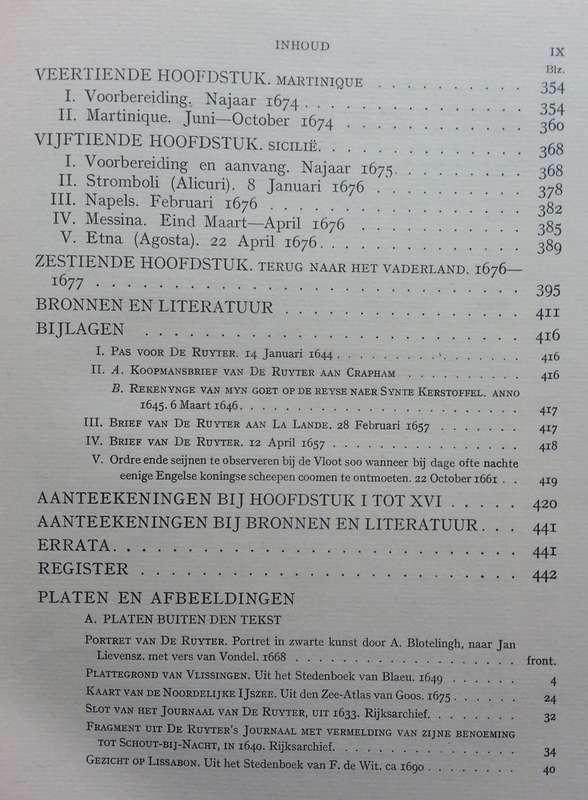 INHOUD IX
Blz.
VEERTIENDE HOOFDSTUK. MARTINIQUE . . . . . . . . . . 354
I. Voorbereiding. Najaar 1674 . . . . . . . . . . . . . 354
II. Martinique. Juni—October 1674 . . . . . . . . . . . 360
VIJFTIENDE HOOFDSTUK. SICILIË. . . . . . . . . . . . . 368
I. Voorbereiding en aanvang. Najaar 1675. . . . . . . . 368
II. Stromboli (Alicuri). 8 Januari 1676 . . . . . . . . . 378
III. Napels. Februari 1676 . . . . . . . . . . . . . . 382
IV. Messina. Eind Maart—April 1676 . . . . . . . . . . 385
V. Etna (Agosta). 22 April 1676. . . . . . . . . . . . 389
ZESTIENDE HOOFDSTUK. TERUG NAAR HET VADERLAND. 1676—
1677 . . . . . . . . . . . . . . . . . . . . . . . 395
BRONNEN EN LITERATUUR . . . . . . . . . . . . . 411
BIJLAGEN . . . . . . . . . . . . . . . . . . . . 416
I. Pas voor De Ruyter. 14 Januari 1644 . . . . . . . . . . . 416
II. A. Koopmansbrief van De Ruyter aan Crapham . . . . . . . . 416
B. Rekenynge van myn goet op de reyse naer Synte Kerstoffel. anno
1645. 6 Maart 1646. . . . . . . . . . . . . . . . . . 417
III. Brief van De Ruyter aan La Lande. 28 Februari 1657 . . . . . . 417
IV. Brief van De Ruyter. 12 April 1657 . . . . . . . . . . . . 418
V. Ordre ende seijnen te observeren bij de Vloot soo wanneer bij dage ofte nachte
eenige Engelse koningse scheepen coomen te ontmoeten. 22 October 1661 . . 419
AANTEEKENINGEN BIJ HOOFDSTUK I TOT XVI . . . . . 420
AANTEEKENINGEN BIJ BRONNEN EN LITERATUUR . . . 441
ERRATA. . . . . . . . . . . . . . . . . . . . . . 441
REGISTER . . . . . . . . . . . . . . . . . . . . 442
PLATEN EN AFBEELDINGEN
A. PLATEN BUITEN DEN TEKST
Portret van De Ruyter. Portret in zwarte kunst door A. Blotelingh, naar Jan
Lievensz. met vers van Vondel. 1668 . . . . . . . . . . . . . . front.
Plattegrond van Vlissingen. Uit het Stedenboek van Blaeu. 1649 . . . . . . 4
Kaart van de Noordelijke IJszee. Uit den Zee-Atlas van Goos. 1675 . . . . . 24
Slot van het Journaal van De Ruyter, uit 1633. Rijksarchief. . . . . . . 32
Fragment uit De Ruyter's Journaal met vermelding van zijne benoeming
tot Schout-bij-Nacht, in 1640. Rijksarchief. . . . . . . . . . . . 34
Gezicht op Lissabon. Uit het Stedenboek van F. de Wit. ca 1690 . . . . . . 40